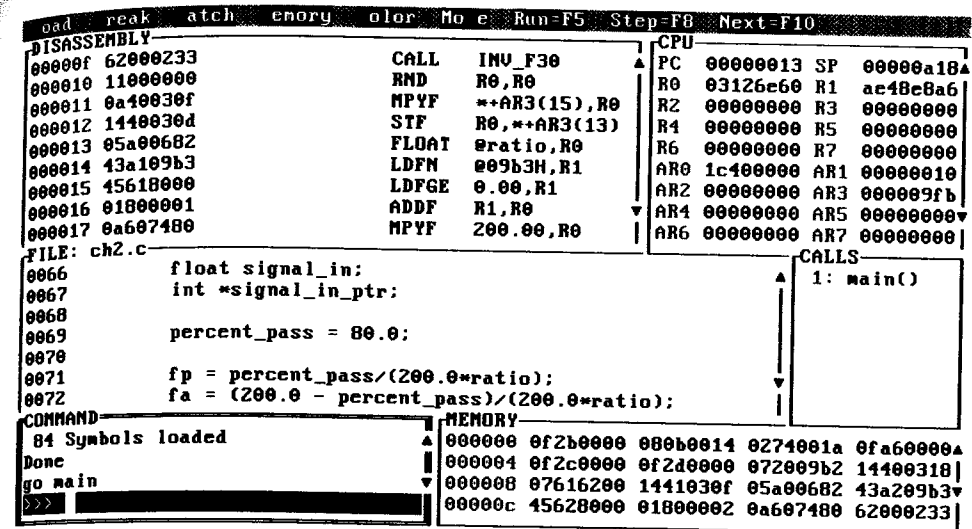 oad reak atch emory olor Mo e Run=F5 Step=F8 Next=F10
DISASSEMBLY
00000f 62000233 CALL INV_F30
000010 11000000 RND R0,R0
000011 0a40030f MPYF *+AR3(15),R0
000012 1440030d STF R0,*+AR3(13)
000013 05a00682 FLOAT @ratio,R0
000014 43a109b3 LDFN @09b3H,R1
000015 45618000 LDFGE 0.00,R1
000016 01800001 ADDF R1,R0
000017 0a607480 MPYF 200.00,R0
CPU
PC 00000013 SP 00000a18
R0 03126e60 R1 ae48e8a6
R2 00000000 R3 00000000
R4 00000000 R5 00000000
R6 00000000 R7 00000000
AR0 1c400000 AR1 00000010
AR2 00000000 AR3 000009fb
AR4 00000000 AR5 00000000
AR6 00000000 AR7 00000000
FILE: ch2.c
0066 float signal_in;
0067 int *signal_in_ptr;
0068
0069 percent_pass = 80.0;
0070
0071 fp = percent_pass/(200.0*ratio);
0072 fa = (200.0 - percent_pass)/(200.0*ratio);
CALLS
1: main()
COMMAND
84 Symbols loaded
Done
go main
>>>
MEMORY
000000 0f2b0000 080b0014 0274001a 0fa60000
000004 0f2c0000 0f2d0000 072009b2 14400318
000008 07616200 1441030f 05a00682 43a209b3
00000c 45628000 01800002 0a607480 62000233